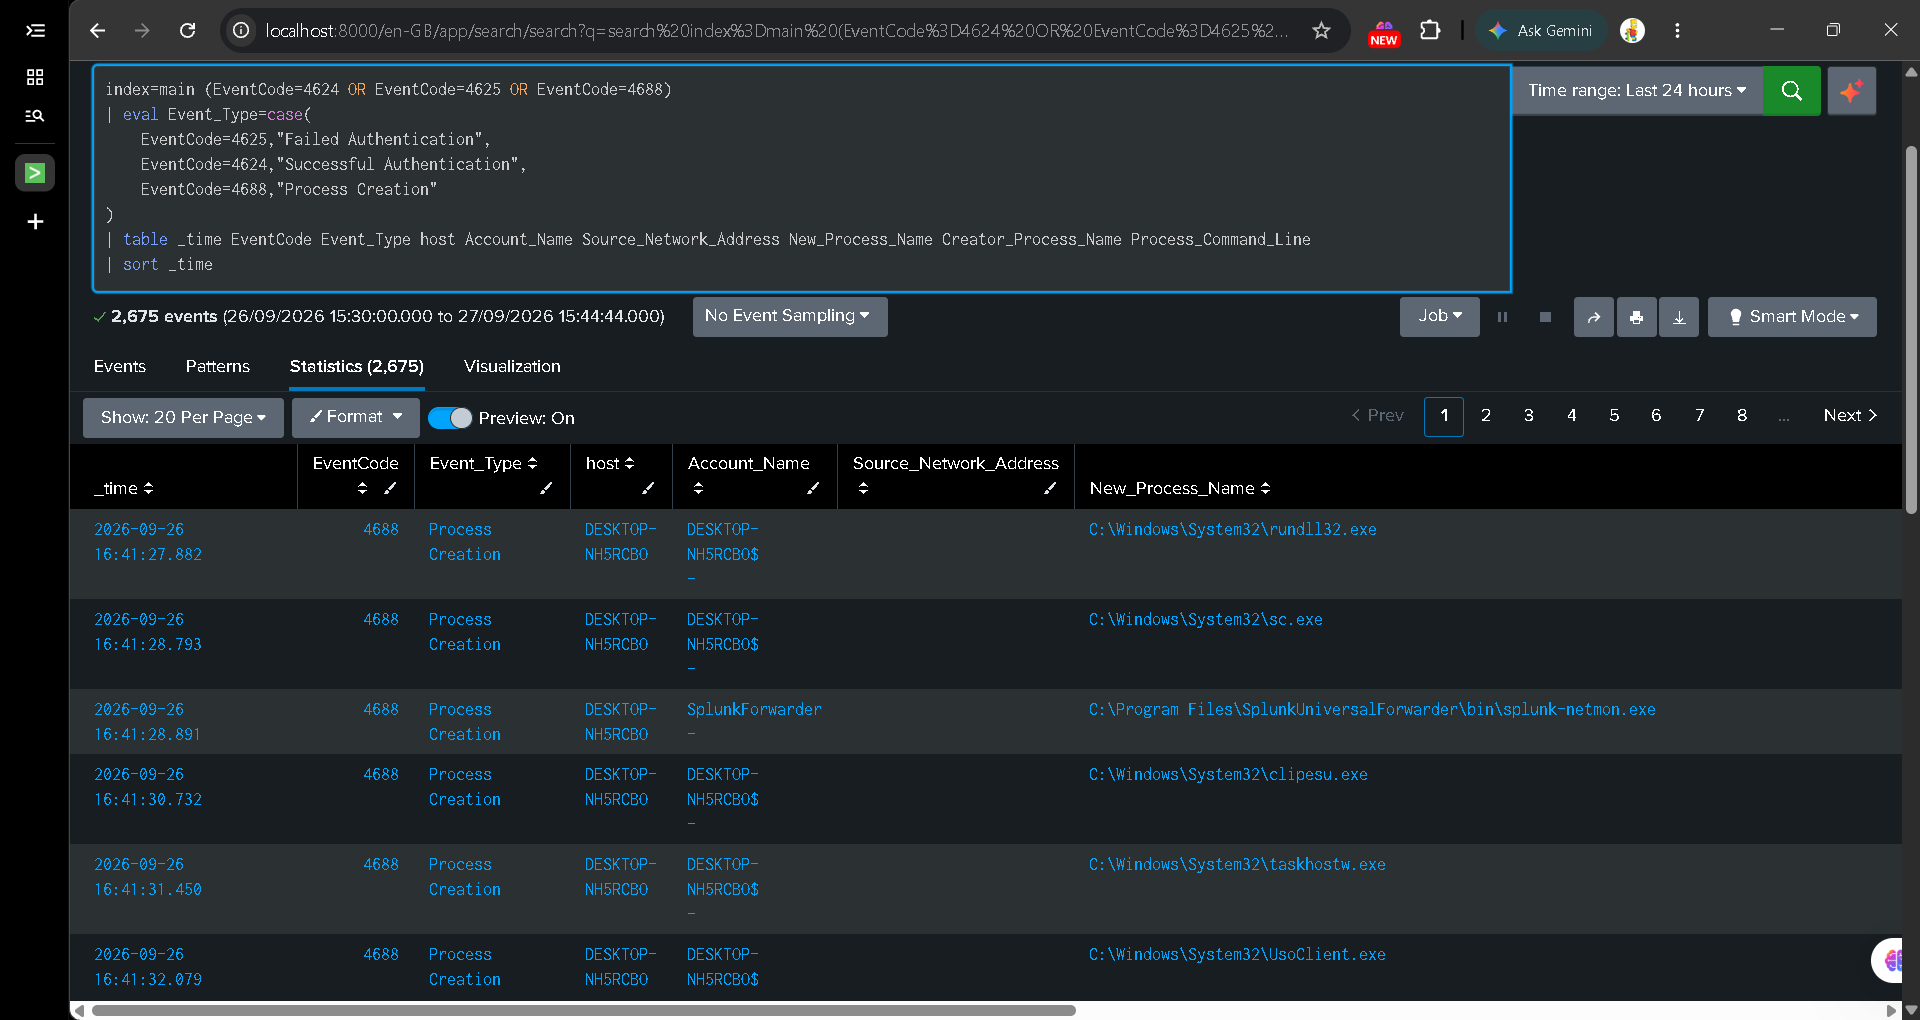 localhost:8000/en-GB/app/search/search?q=search%20index%3Dmain%20(EventCode%3D4624%20OR%20EventCode%3D4625%2...
NEW
Ask Gemini
index=main (EventCode=4624 OR EventCode=4625 OR EventCode=4688)
| eval Event_Type=case(
EventCode=4625,"Failed Authentication",
EventCode=4624,"Successful Authentication",
EventCode=4688,"Process Creation"
)
| table _time EventCode Event_Type host Account_Name Source_Network_Address New_Process_Name Creator_Process_Name Process_Command_Line
| sort _time
Time range: Last 24 hours
2,675 events (26/09/2026 15:30:00.000 to 27/09/2026 15:44:44.000)
No Event Sampling
Job
Smart Mode
Events Patterns Statistics (2,675) Visualization
Show: 20 Per Page Format Preview: On
< Prev 1 2 3 4 5 6 7 8 ... Next >
_time EventCode Event_Type host Account_Name Source_Network_Address New_Process_Name
2026-09-26 4688 Process DESKTOP- DESKTOP- C:\Windows\System32\rundll32.exe
16:41:27.882 Creation NH5RCBO NH5RCBO$
-
2026-09-26 4688 Process DESKTOP- DESKTOP- C:\Windows\System32\sc.exe
16:41:28.793 Creation NH5RCBO NH5RCBO$
-
2026-09-26 4688 Process DESKTOP- SplunkForwarder C:\Program Files\SplunkUniversalForwarder\bin\splunk-netmon.exe
16:41:28.891 Creation NH5RCBO -
2026-09-26 4688 Process DESKTOP- DESKTOP- C:\Windows\System32\clipesu.exe
16:41:30.732 Creation NH5RCBO NH5RCBO$
-
2026-09-26 4688 Process DESKTOP- DESKTOP- C:\Windows\System32\taskhostw.exe
16:41:31.450 Creation NH5RCBO NH5RCBO$
-
2026-09-26 4688 Process DESKTOP- DESKTOP- C:\Windows\System32\UsoClient.exe
16:41:32.079 Creation NH5RCBO NH5RCBO$